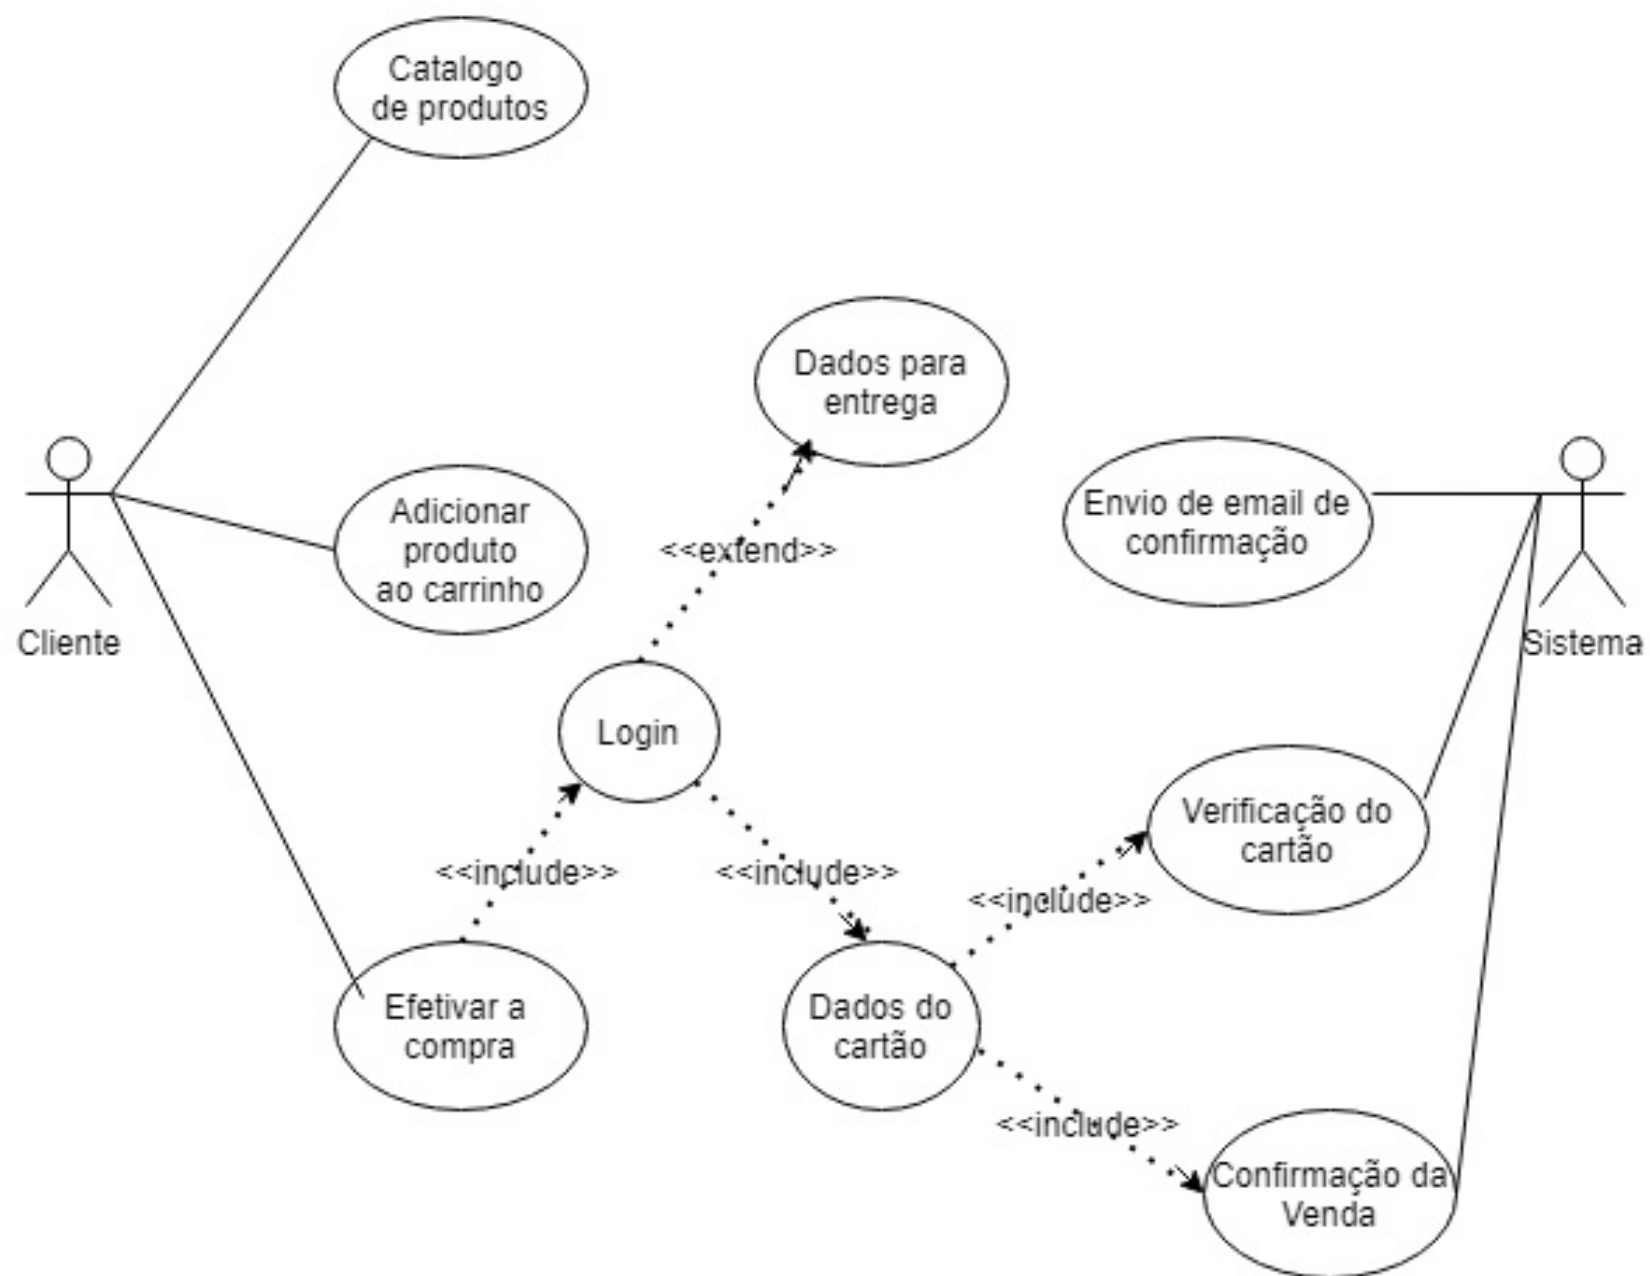 Catalogo
de produtos
Dados para
entrega
Adicionar
produto
ao carrinho
Envio de email de
confirmação
<<extend>>
Cliente
Sistema
Login
Verificação do
cartão
<<include>>
<<include>>
<<include>>
Efetivar a
compra
Dados do
cartão
<<include>>
Confirmação da
Venda